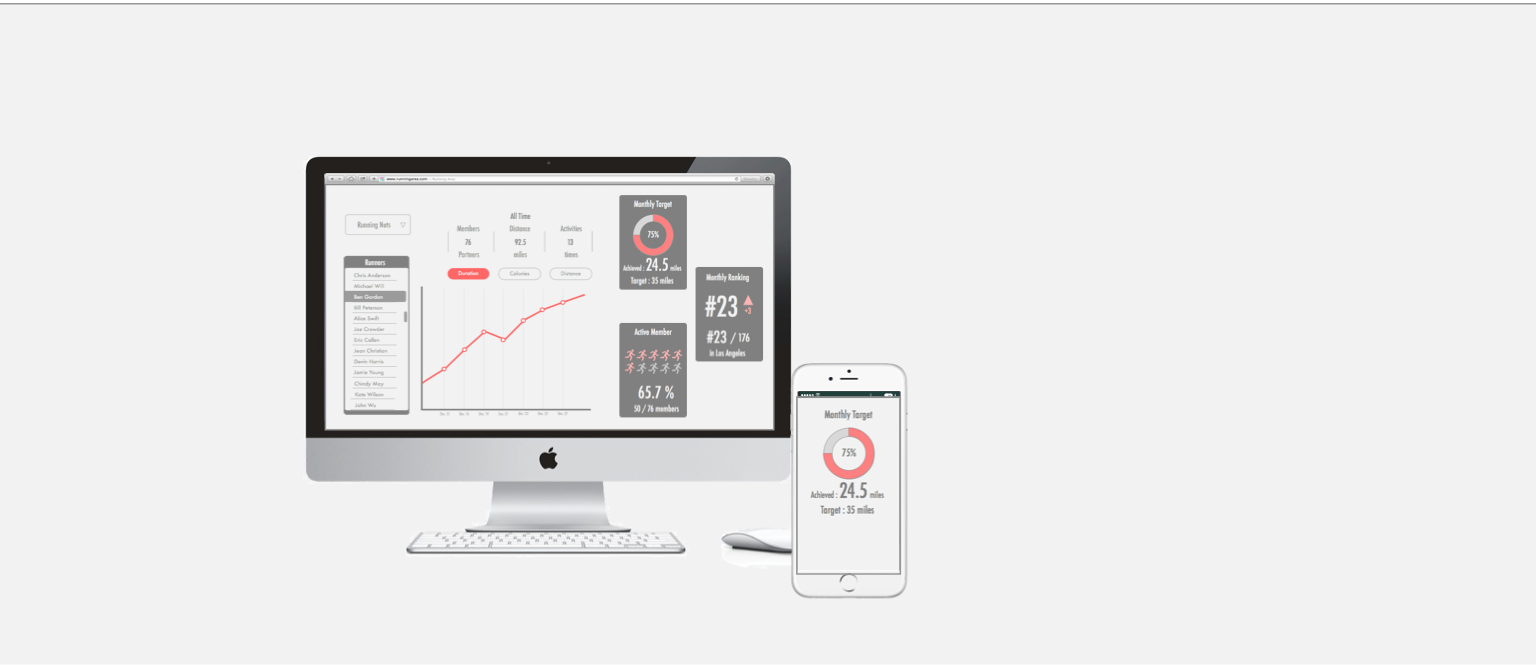 www.runningzary.com
Running Nuts
Runners
Chris Anderson
Michael Will
Ben Gordon
Bill Peterson
Alice Swift
Joe Crowder
Eric Collen
Jean Christian
Devin Harris
Jamie Young
Chindy May
Kate Wilson
John Wu
All Time
Members
Distance
Activities
76
92.5
13
Partners
miles
times
Duration
Calories
Distance
Monthly Target
75%
Achieved : 24.5 miles
Target : 35 miles
Monthly Ranking
#23
+3
#23 / 176
in Los Angeles
Active Member
65.7 %
50 / 76 members
Monthly Target
75%
Achieved : 24.5 miles
Target : 35 miles